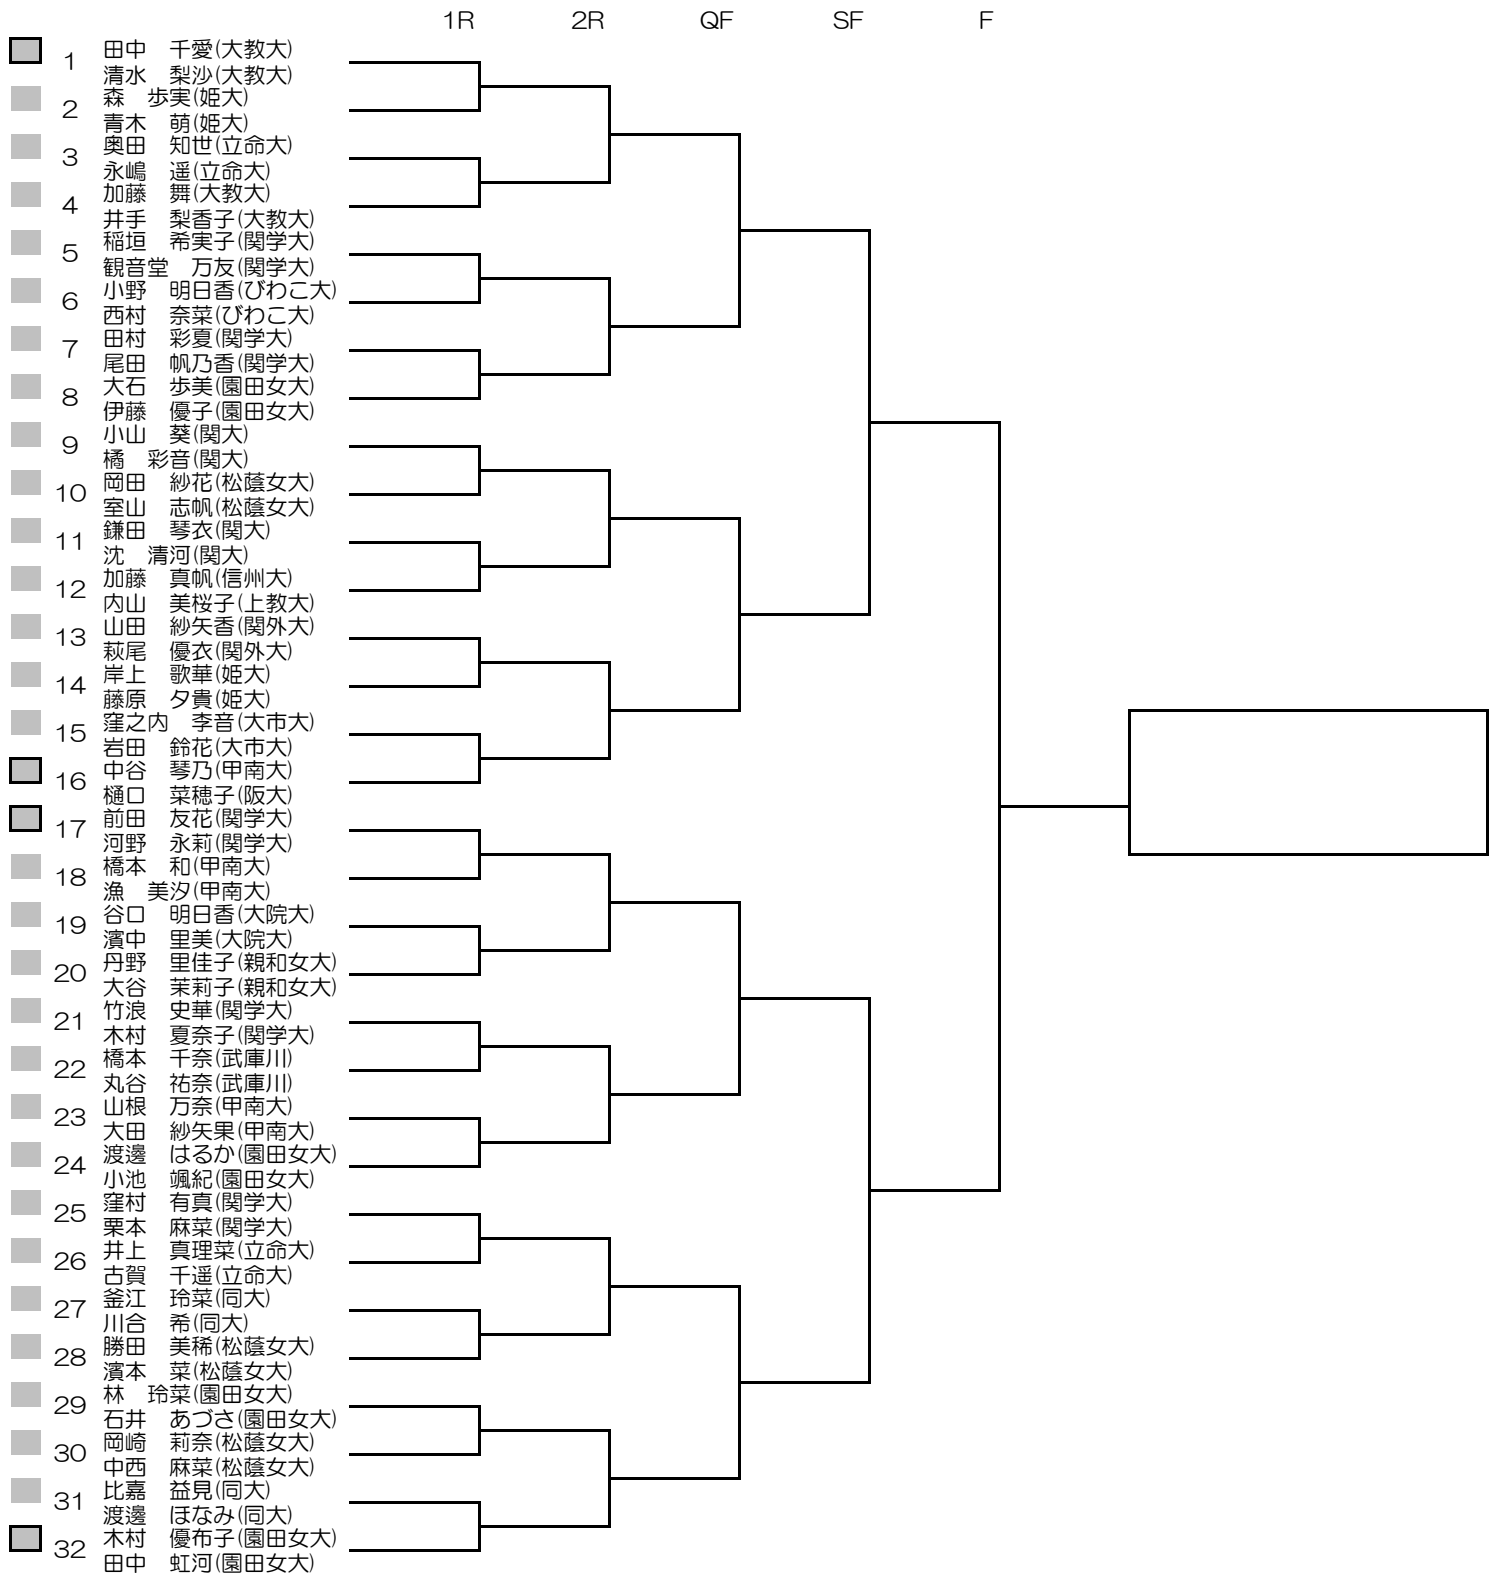 1R 2R QF SF F
1 田中　千愛(大教大)
清水　梨沙(大教大)
2 森　歩実(姫大)
青木　萌(姫大)
3 奥田　知世(立命大)
永嶋　遥(立命大)
4 加藤　舞(大教大)
井手　梨香子(大教大)
5 稲垣　希実子(関学大)
観音堂　万友(関学大)
6 小野　明日香(びわこ大)
西村　奈菜(びわこ大)
7 田村　彩夏(関学大)
尾田　帆乃香(関学大)
8 大石　歩美(園田女大)
伊藤　優子(園田女大)
9 小山　葵(関大)
橘　彩音(関大)
10 岡田　紗花(松蔭女大)
室山　志帆(松蔭女大)
11 鎌田　琴衣(関大)
沈　清河(関大)
12 加藤　真帆(信州大)
内山　美桜子(上教大)
13 山田　紗矢香(関外大)
萩尾　優衣(関外大)
14 岸上　歌華(姫大)
藤原　夕貴(姫大)
15 窪之内　李音(大市大)
岩田　鈴花(大市大)
16 中谷　琴乃(甲南大)
樋口　菜穂子(阪大)
17 前田　友花(関学大)
河野　永莉(関学大)
18 橋本　和(甲南大)
漁　美汐(甲南大)
19 谷口　明日香(大院大)
濱中　里美(大院大)
20 丹野　里佳子(親和女大)
大谷　茉莉子(親和女大)
21 竹浪　史華(関学大)
木村　夏奈子(関学大)
22 橋本　千奈(武庫川)
丸谷　祐奈(武庫川)
23 山根　万奈(甲南大)
大田　紗矢果(甲南大)
24 渡邊　はるか(園田女大)
小池　颯紀(園田女大)
25 窪村　有真(関学大)
栗本　麻菜(関学大)
26 井上　真理菜(立命大)
古賀　千遥(立命大)
27 釜江　玲菜(同大)
川合　希(同大)
28 勝田　美稀(松蔭女大)
濱本　菜(松蔭女大)
29 林　玲菜(園田女大)
石井　あづさ(園田女大)
30 岡崎　莉奈(松蔭女大)
中西　麻菜(松蔭女大)
31 比嘉　益見(同大)
渡邊　ほなみ(同大)
32 木村　優布子(園田女大)
田中　虹河(園田女大)